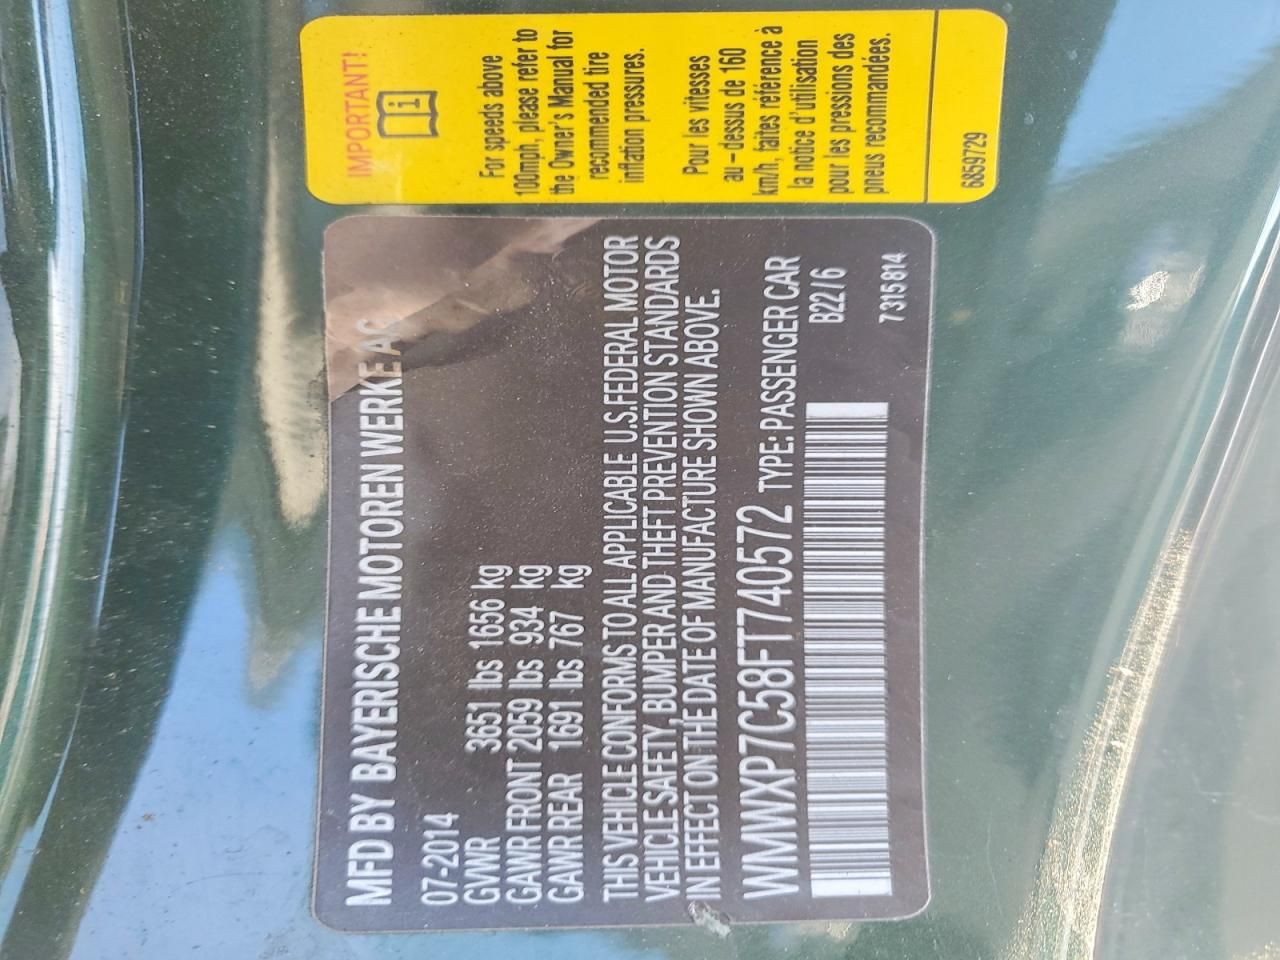 MFD BY BAYERISCHE MOTOREN WERKE AG
07-2014
GVWR 3651 lbs 1656 kg
GAWR FRONT 2059 lbs 934 kg
GAWR REAR 1691 lbs 767 kg
THIS VEHICLE CONFORMS TO ALL APPLICABLE U.S.FEDERAL MOTOR
VEHICLE SAFETY, BUMPER AND THEFT PREVENTION STANDARDS
IN EFFECT ON THE DATE OF MANUFACTURE SHOWN ABOVE.
WMWXP7C58FT740572 TYPE: PASSENGER CAR
B22/6
7 315 814
IMPORTANT!
i
For speeds above
100mph, please refer to
the Owner's Manual for
recommended tire
inflation pressures.
Pour les vitesses
au-dessus de 160
km/h, faites référence à
la notice d'utilisation
pour les pressions des
pneus recommandées.
6859729